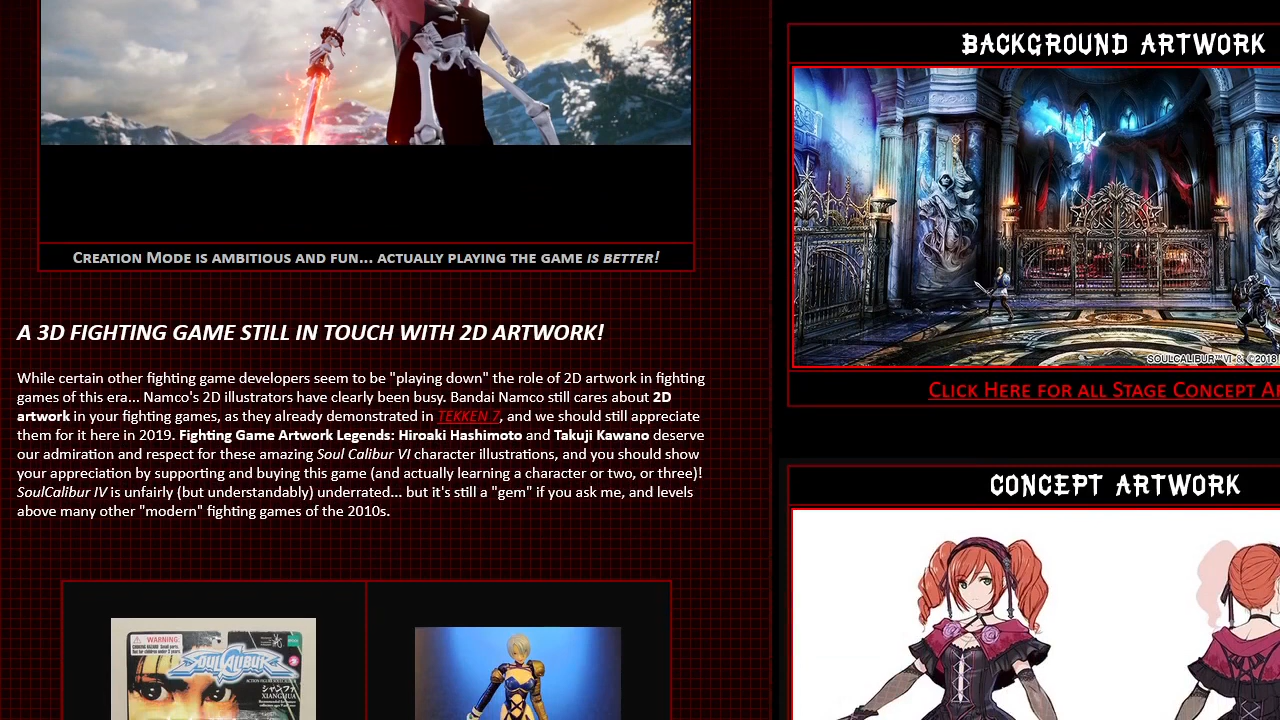 Creation Mode is ambitious and fun... actually playing the game is better!
A 3D FIGHTING GAME STILL IN TOUCH WITH 2D ARTWORK!
While certain other fighting game developers seem to be "playing down" the role of 2D artwork in fighting
games of this era... Namco's 2D illustrators have clearly been busy. Bandai Namco still cares about 2D
artwork in your fighting games, as they already demonstrated in TEKKEN 7, and we should still appreciate
them for it here in 2019. Fighting Game Artwork Legends: Hiroaki Hashimoto and Takuji Kawano deserve
our admiration and respect for these amazing Soul Calibur VI character illustrations, and you should show
your appreciation by supporting and buying this game (and actually learning a character or two, or three)!
SoulCalibur IV is unfairly (but understandably) underrated... but it's still a "gem" if you ask me, and levels
above many other "modern" fighting games of the 2010s.
WARNING:
SOULCALIBUR
シャンファ
XIANGHUA
BACKGROUND ARTWORK
SOULCALIBUR™VI & ©2018
Click Here for all Stage Concept Ar
CONCEPT ARTWORK